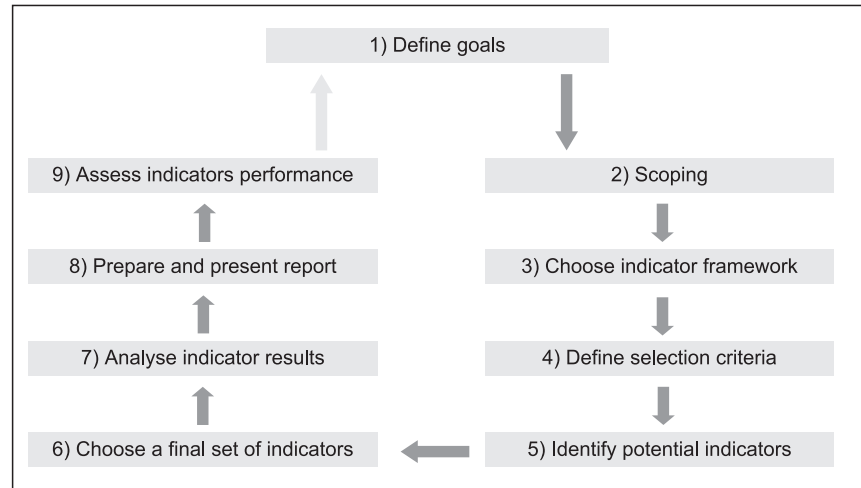 1) Define goals
2) Scoping
3) Choose indicator framework
4) Define selection criteria
5) Identify potential indicators
6) Choose a final set of indicators
7) Analyse indicator results
8) Prepare and present report
9) Assess indicators performance